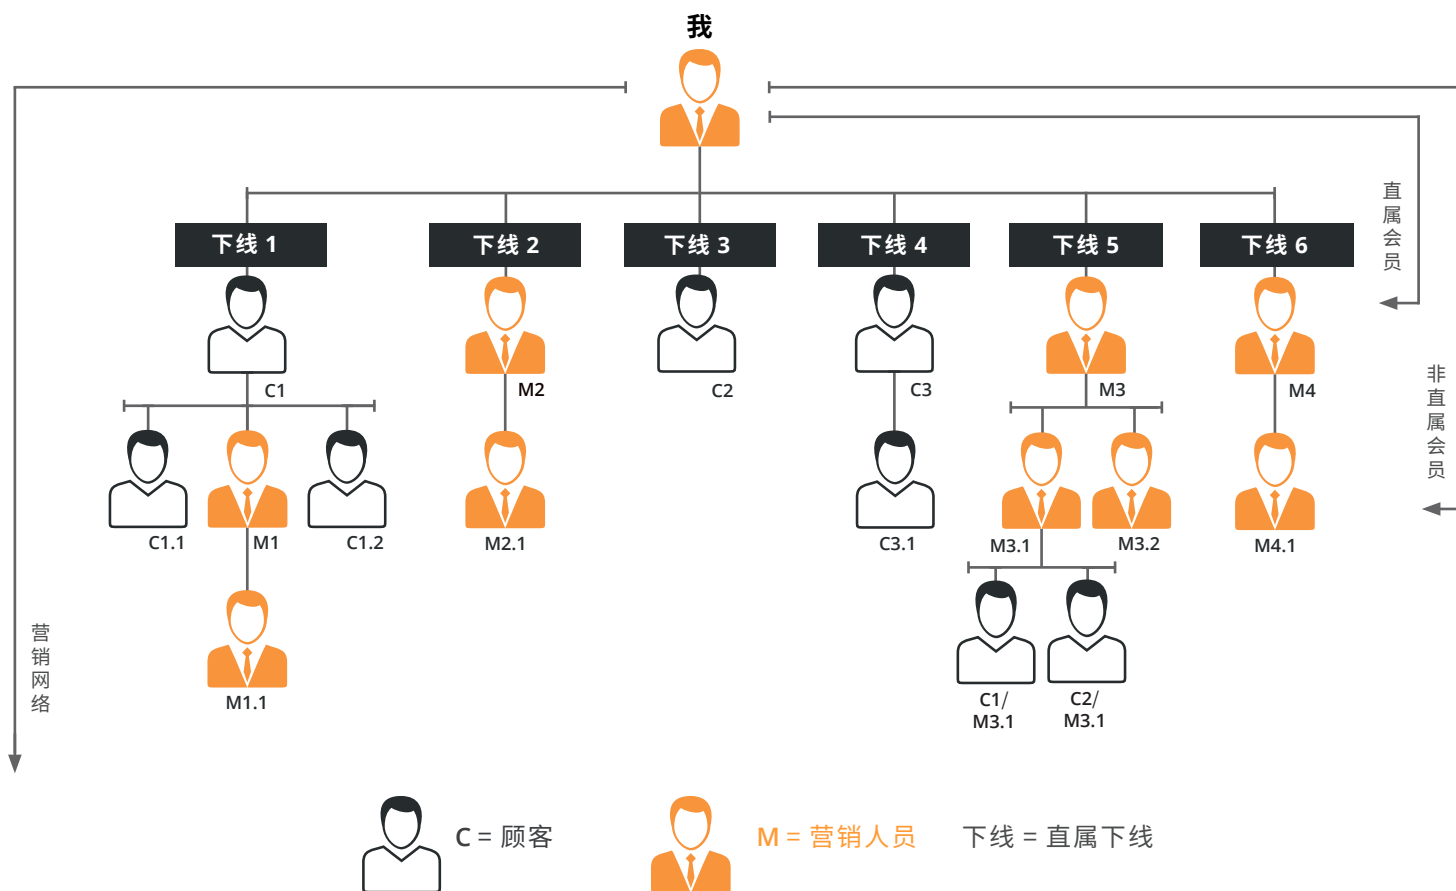 我
下线 1
下线 2
下线 3
下线 4
下线 5
下线 6
直属会员
C1
M2
C2
C3
M3
M4
非直属会员
C1.1
M1
C1.2
M2.1
C3.1
M3.1
M3.2
M4.1
营销网络
M1.1
C1/
M3.1
C2/
M3.1
C = 顾客
M = 营销人员
下线 = 直属下线